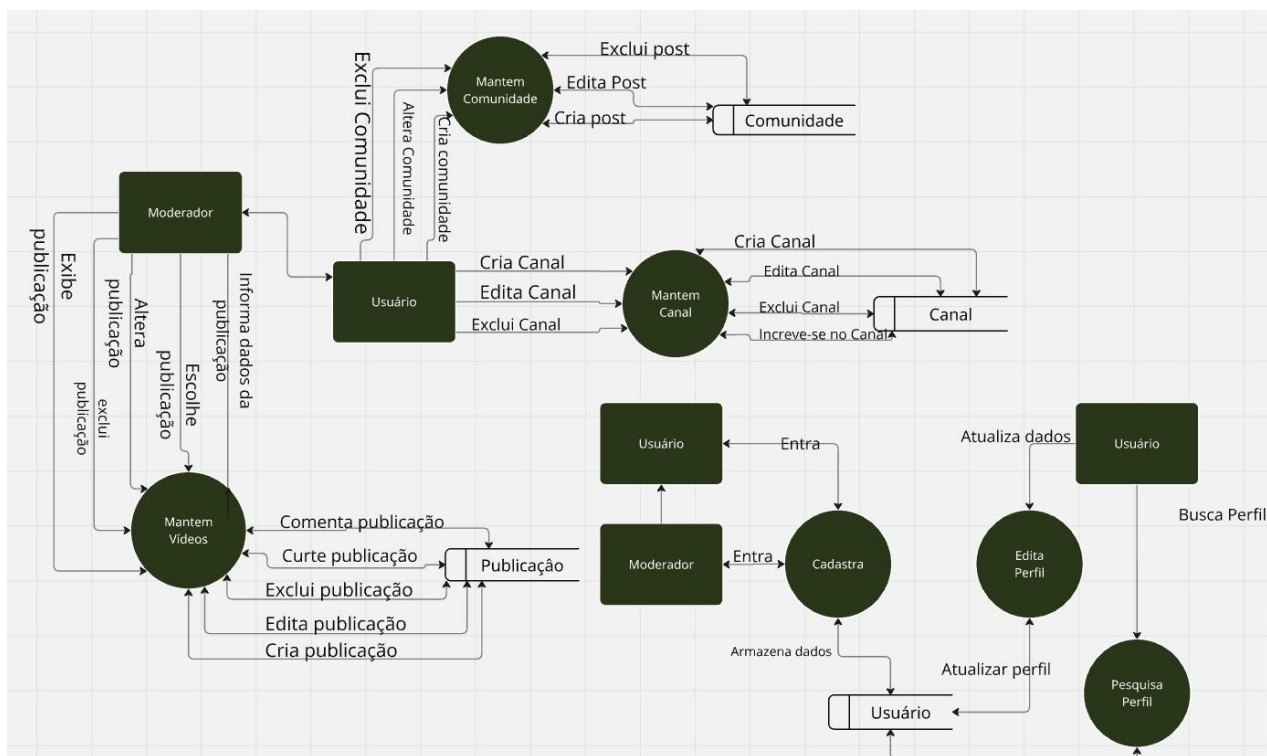 Exclui post
Mantem
Comunidade
Edita Post
Cria post
Comunidade
Exclui Comunidade
Altera Comunidade
Cria comunidade
Moderador
Usuário
Cria Canal
Edita Canal
Exclui Canal
Mantem
Canal
Cria Canal
Edita Canal
Exclui Canal
Increve-se no Canal
Canal
Exibe
publicação
exclui
publicação
Altera
publicação
Escolhe
publicação
Informa dados da
publicação
Mantem
Vídeos
Comenta publicação
Curte publicação
Exclui publicação
Edita publicação
Cria publicação
Publicação
Usuário
Entra
Moderador
Entra
Cadastra
Armazena dados
Usuário
Atualiza dados
Usuário
Busca Perfil
Edita
Perfil
Atualizar perfil
Pesquisa
Perfil